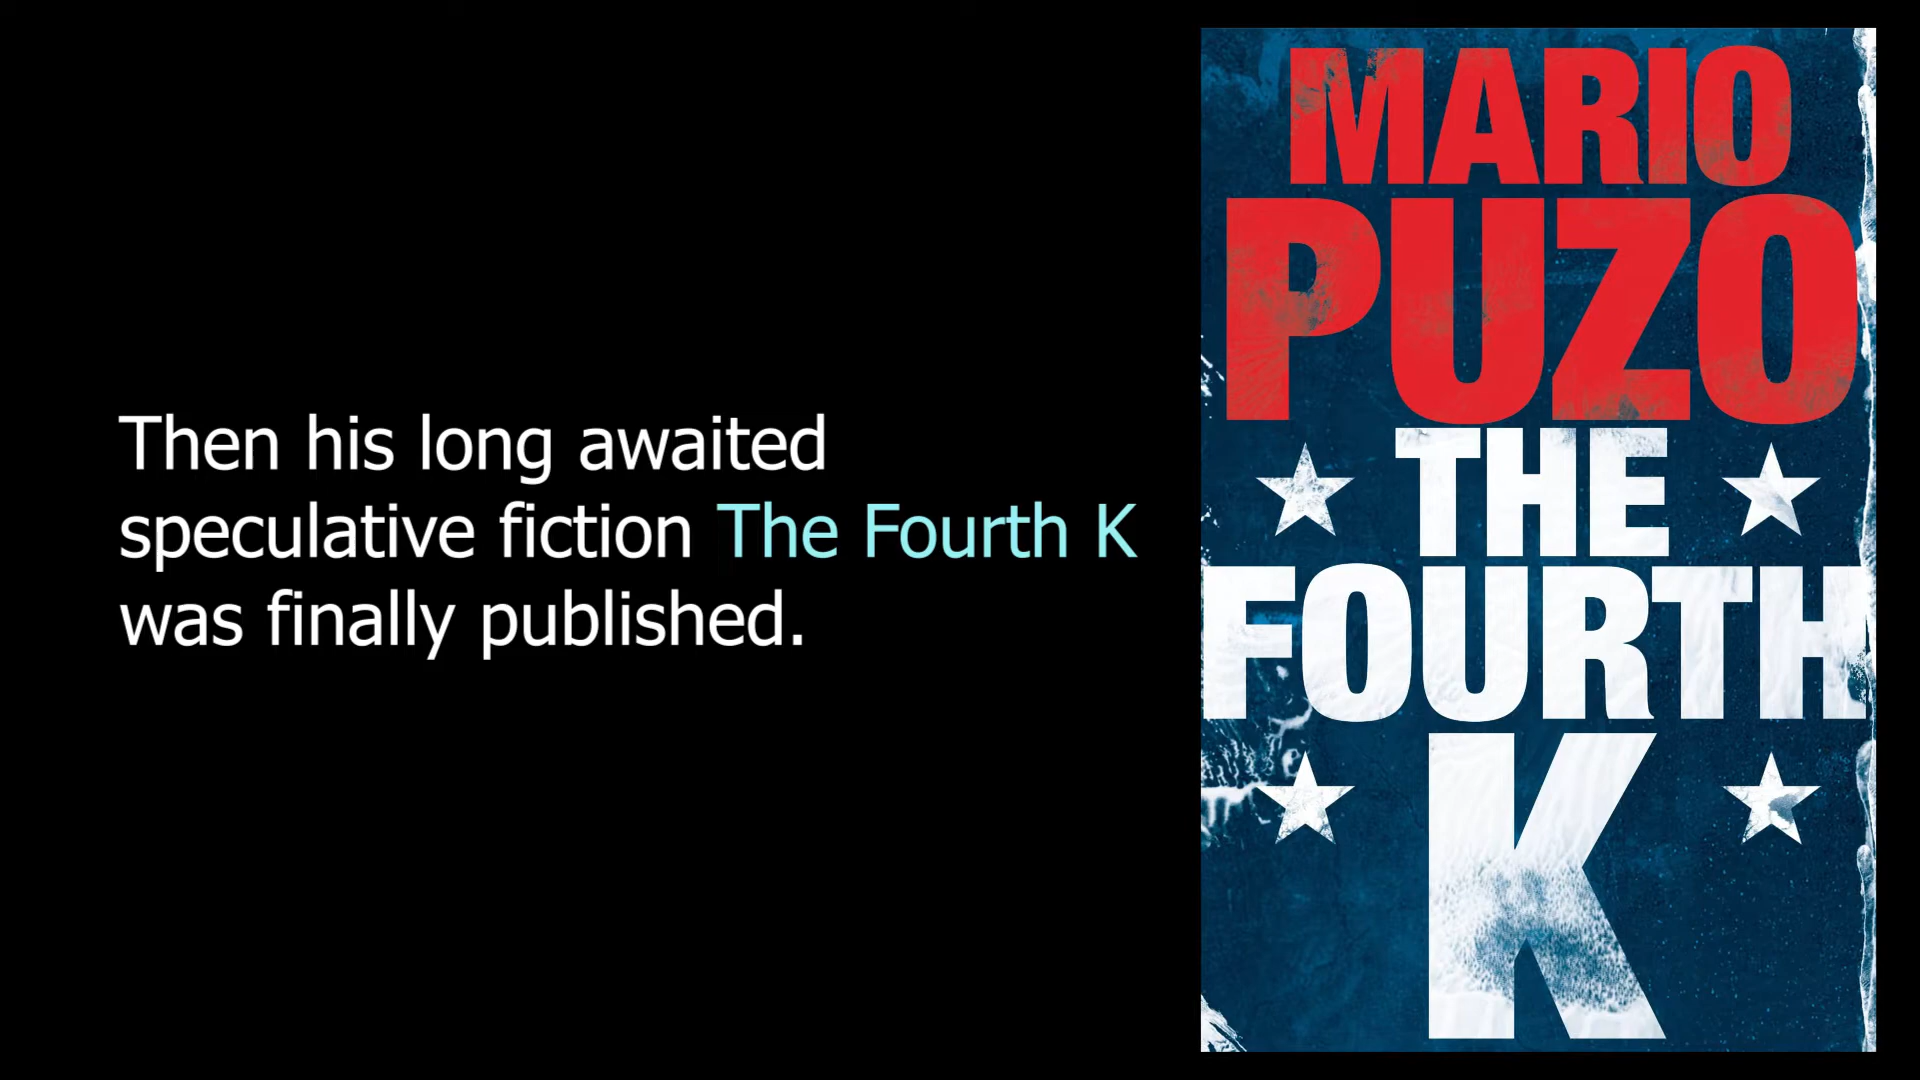 Then his long awaited
speculative fiction The Fourth K
was finally published.
MARIO
PUZO
THE
FOURTH
K